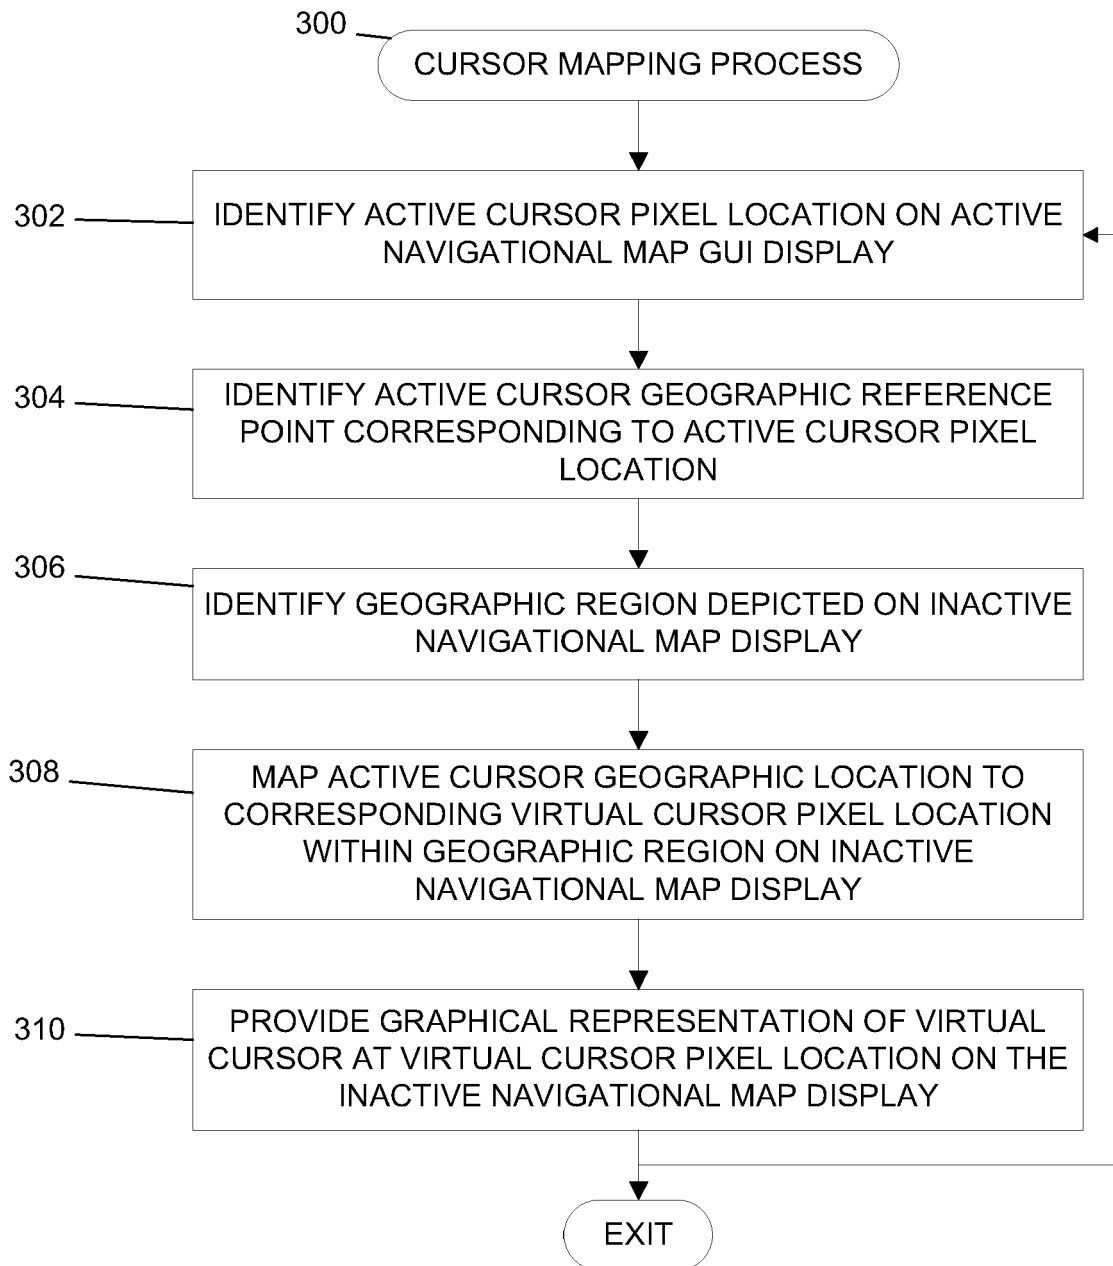 300
CURSOR MAPPING PROCESS
302
IDENTIFY ACTIVE CURSOR PIXEL LOCATION ON ACTIVE
NAVIGATIONAL MAP GUI DISPLAY
304
IDENTIFY ACTIVE CURSOR GEOGRAPHIC REFERENCE
POINT CORRESPONDING TO ACTIVE CURSOR PIXEL
LOCATION
306
IDENTIFY GEOGRAPHIC REGION DEPICTED ON INACTIVE
NAVIGATIONAL MAP DISPLAY
308
MAP ACTIVE CURSOR GEOGRAPHIC LOCATION TO
CORRESPONDING VIRTUAL CURSOR PIXEL LOCATION
WITHIN GEOGRAPHIC REGION ON INACTIVE
NAVIGATIONAL MAP DISPLAY
310
PROVIDE GRAPHICAL REPRESENTATION OF VIRTUAL
CURSOR AT VIRTUAL CURSOR PIXEL LOCATION ON THE
INACTIVE NAVIGATIONAL MAP DISPLAY
EXIT